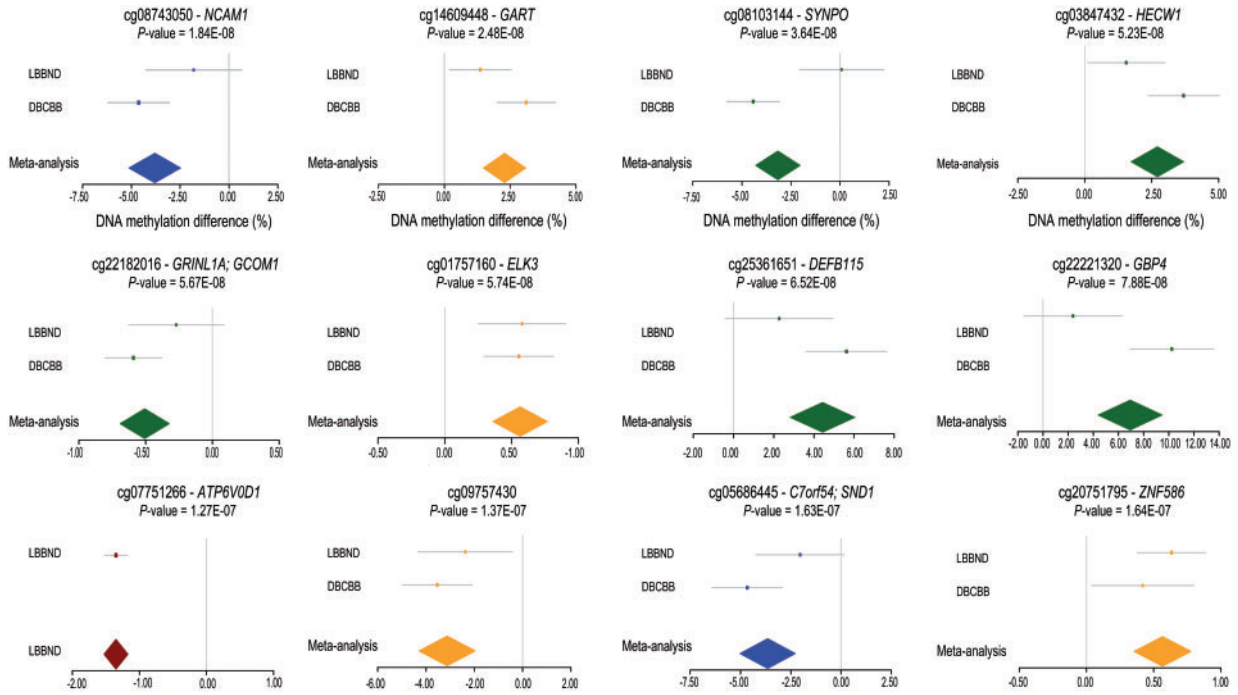 cg08743050 - NCAM1
P-value = 1.84E-08
LBBND
DBCBB
Meta-analysis
-7.50 -5.00 -2.50 0.00 2.50
DNA methylation difference (%)
cg14609448 - GART
P-value = 2.48E-08
LBBND
DBCBB
Meta-analysis
-2.50 0.00 2.50 5.00
DNA methylation difference (%)
cg08103144 - SYNPO
P-value = 3.64E-08
LBBND
DBCBB
Meta-analysis
-7.50 -5.00 -2.50 0.00 2.50
DNA methylation difference (%)
cg03847432 - HECW1
P-value = 5.23E-08
LBBND
DBCBB
Meta-analysis
-2.50 0.00 2.50 5.00
DNA methylation difference (%)
cg22182016 - GRINL1A; GCOM1
P-value = 5.67E-08
LBBND
DBCBB
Meta-analysis
-1.00 -0.50 0.00 0.50
cg01757160 - ELK3
P-value = 5.74E-08
LBBND
DBCBB
Meta-analysis
-0.50 0.00 0.50 -1.00
cg25361651 - DEFB115
P-value = 6.52E-08
LBBND
DBCBB
Meta-analysis
-2.00 0.00 2.00 4.00 6.00 8.00
cg22221320 - GBP4
P-value = 7.88E-08
LBBND
DBCBB
Meta-analysis
-2.00 0.00 2.00 4.00 6.00 8.00 10.00 12.00 14.00
cg07751266 - ATP6V0D1
P-value = 1.27E-07
LBBND
LBBND
-2.00 -1.00 0.00 1.00
cg09757430
P-value = 1.37E-07
LBBND
DBCBB
Meta-analysis
-6.00 -4.00 -2.00 0.00 2.00
cg05686445 - C7orf54; SND1
P-value = 1.63E-07
LBBND
DBCBB
Meta-analysis
-7.50 -5.00 -2.50 0.00 2.50
cg20751795 - ZNF586
P-value = 1.64E-07
LBBND
DBCBB
Meta-analysis
-0.50 0.00 0.50 1.00